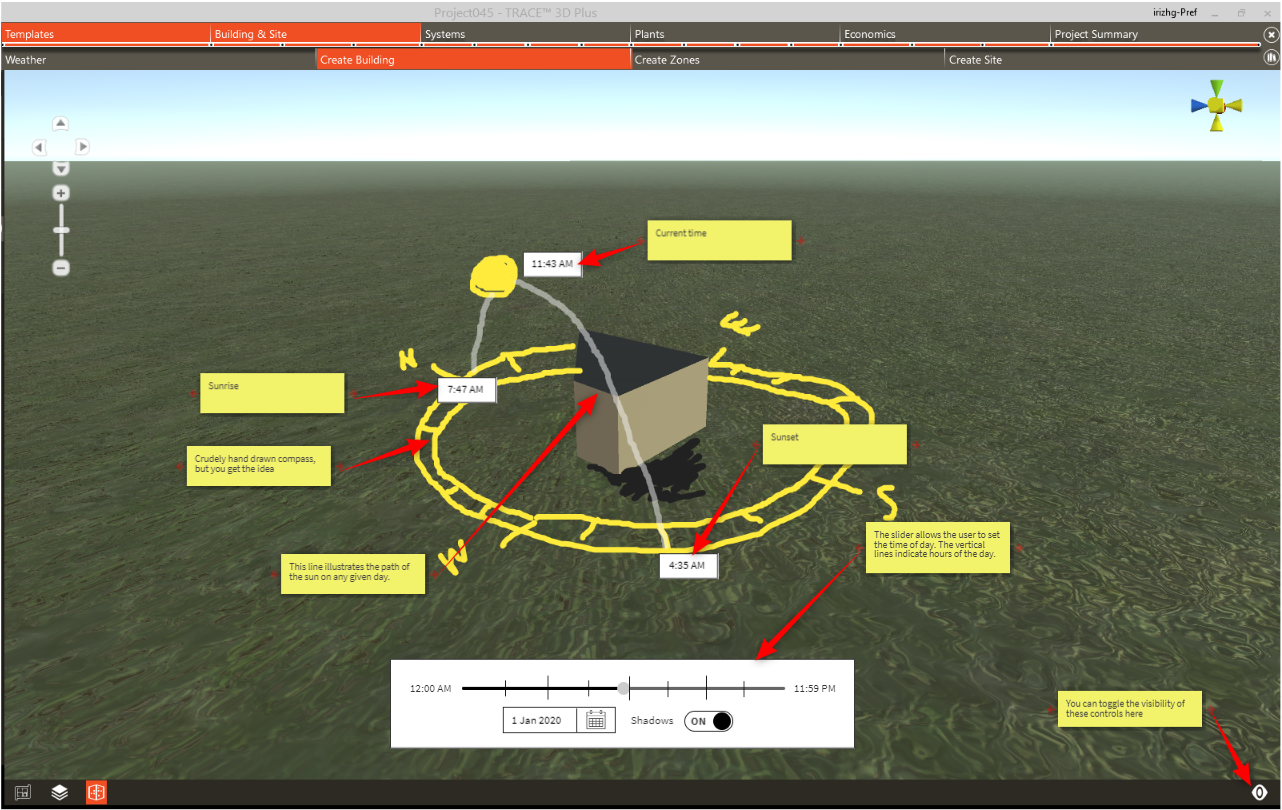 Project045 - TRACE™ 3D Plus
irizhg-Pref
Templates
Building & Site
Systems
Plants
Economics
Project Summary
Weather
Create Building
Create Zones
Create Site
Current time
11:43 AM
E
N
Sunrise
7:47 AM
Crudely hand drawn compass,
but you get the idea
Sunset
S
The slider allows the user to set
the time of day. The vertical
lines indicate hours of the day.
W
This line illustrates the path of
the sun on any given day.
4:35 AM
12:00 AM
11:59 PM
1 Jan 2020
Shadows
ON
You can toggle the visibility of
these controls here